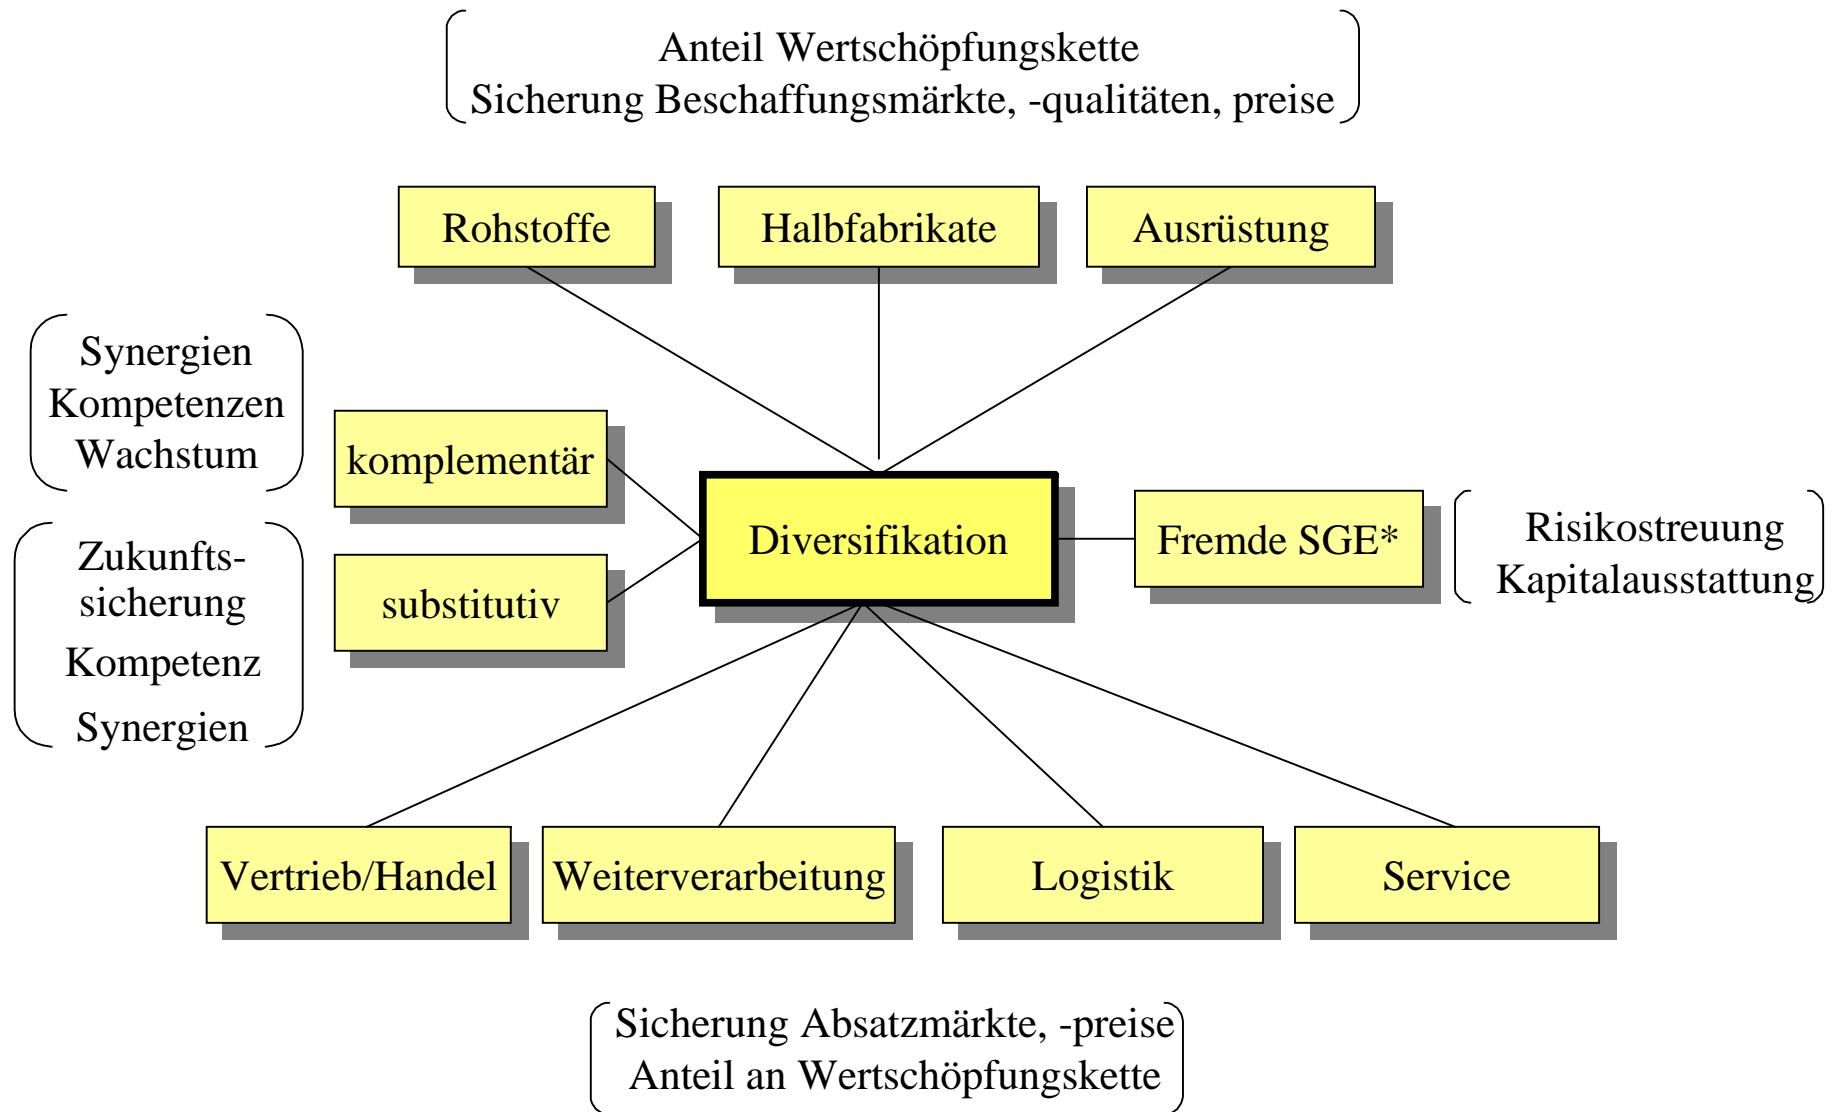 Anteil Wertschöpfungskette
Sicherung Beschaffungsmärkte, -qualitäten, preise
Rohstoffe
Halbfabrikate
Ausrüstung
Synergien
Kompetenzen
Wachstum
komplementär
Zukunfts-
sicherung
Kompetenz
Synergien
substitutiv
Diversifikation
Fremde SGE*
Risikostreuung
Kapitalausstattung
Vertrieb/Handel
Weiterverarbeitung
Logistik
Service
Sicherung Absatzmärkte, -preise
Anteil an Wertschöpfungskette